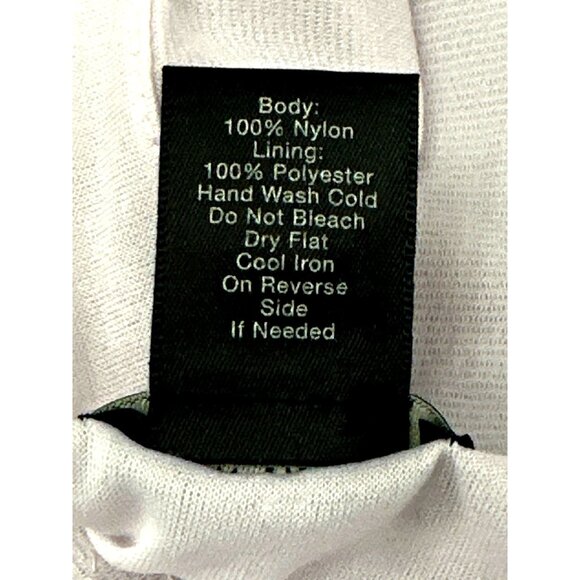 Body:
100% Nylon
Lining:
100% Polyester
Hand Wash Cold
Do Not Bleach
Dry Flat
Cool Iron
On Reverse
Side
If Needed